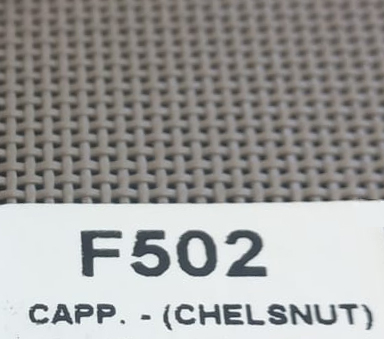 F502
CAPP. - (CHELSNUT)